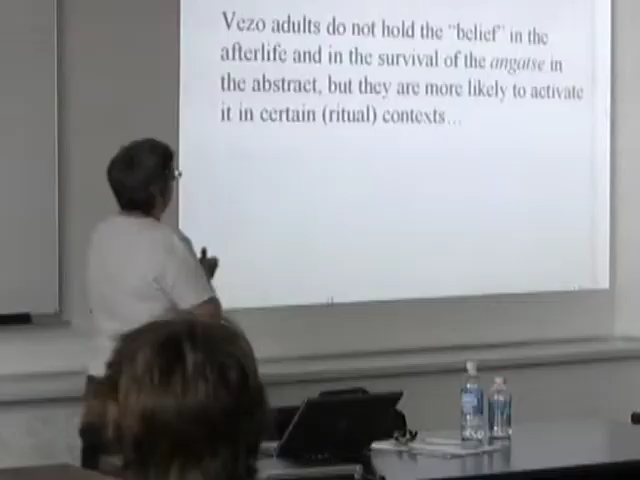 Vezo adults do not hold the "belief" in the
afterlife and in the survival of the angatse in
the abstract, but they are more likely to activate
it in certain (ritual) contexts…